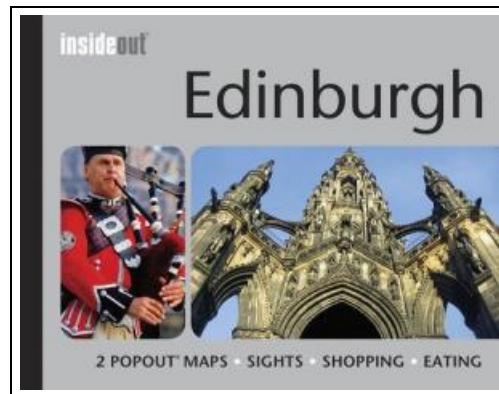 insideout
Edinburgh
2 POPOUT® MAPS • SIGHTS • SHOPPING • EATING